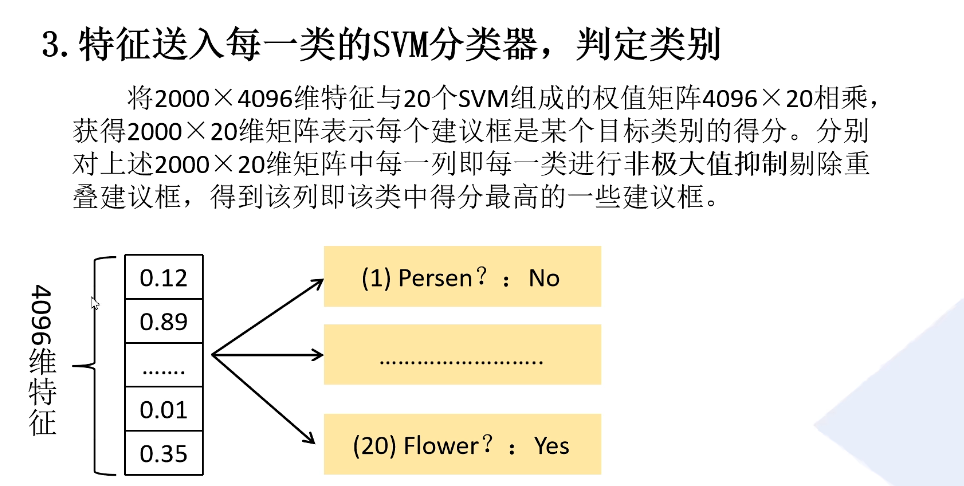 3.特征送入每一类的SVM分类器，判定类别
将2000×4096维特征与20个SVM组成的权值矩阵4096×20相乘，
获得2000×20维矩阵表示每个建议框是某个目标类别的得分。分别
对上述2000×20维矩阵中每一列即每一类进行非极大值抑制剔除重
叠建议框，得到该列即该类中得分最高的一些建议框。
4096维特征
0.12
0.89
…….
0.01
0.35
(1) Persen？：No
……………………..
(20) Flower？：Yes